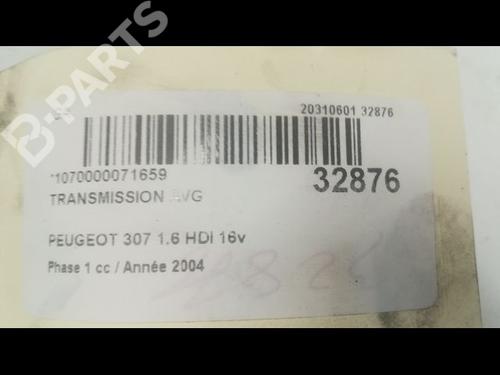 B-PARTS
20310601 32876
*1070000071659
32876
TRANSMISSION AVG
PEUGEOT 307 1.6 HDI 16v
Phase 1 cc / Année 2004